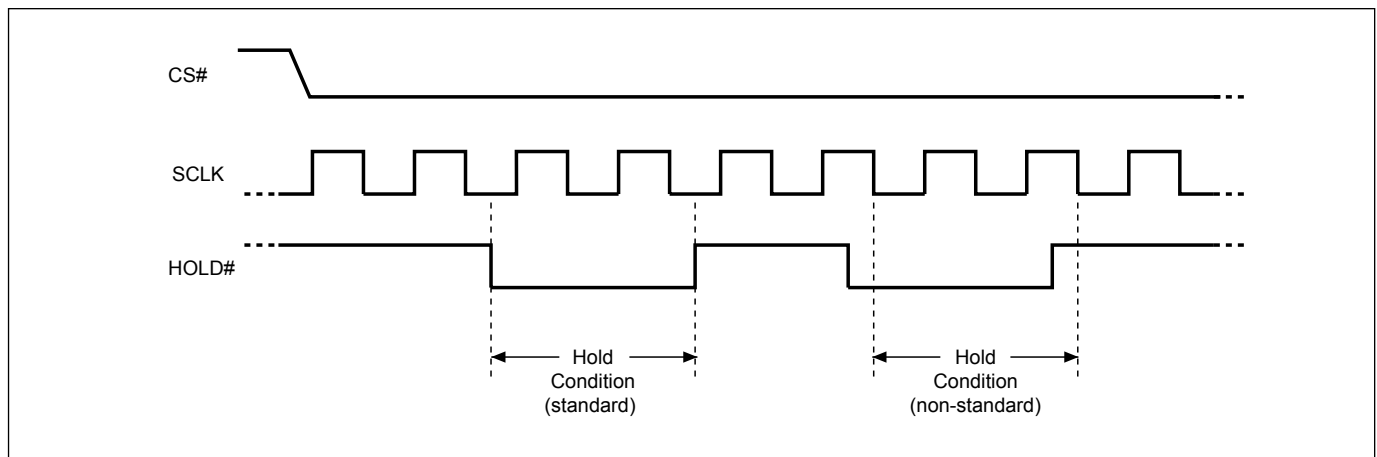 CS#
SCLK
HOLD#
Hold
Condition
(standard)
Hold
Condition
(non-standard)